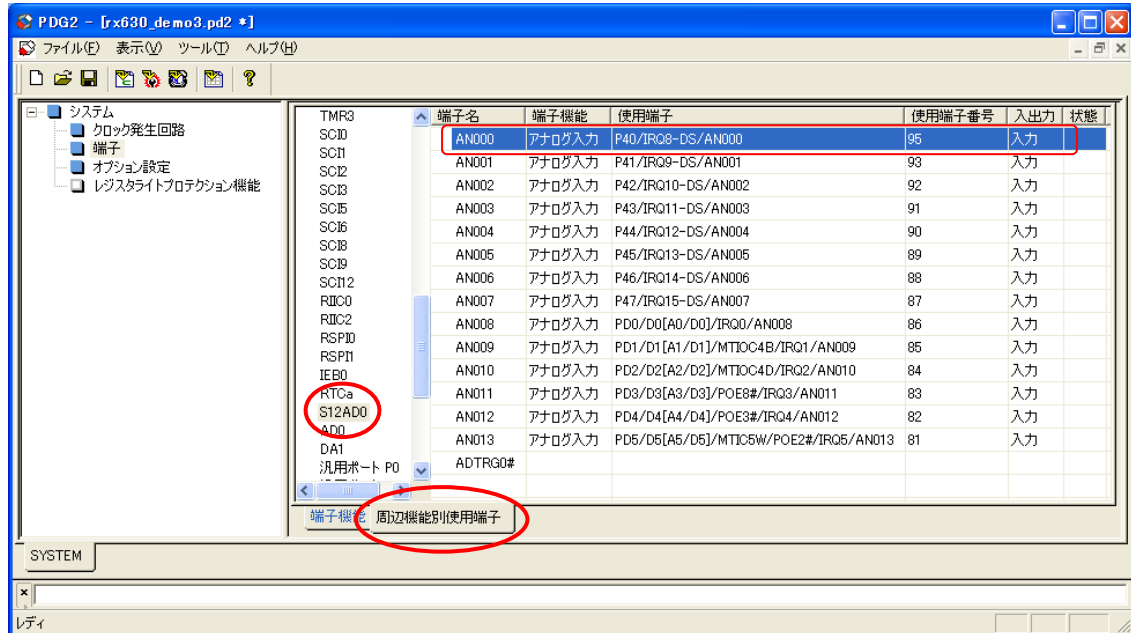 PDG2 - [rx630_demo3.pd2 *]
ファイル(F) 表示(V) ツール(T) ヘルプ(H)
システム
クロック発生回路
端子
オプション設定
レジスタライトプロテクション機能
TMR3
SCI0
SCI1
SCI2
SCI3
SCI5
SCI6
SCI8
SCI9
SCI12
RIIC0
RIIC2
RSPI0
RSPI1
IEB0
RTCa
S12AD0
AD0
DA1
汎用ポート P0
端子名 端子機能 使用端子 使用端子番号 入出力 状態
AN000 アナログ入力 P40/IRQ8-DS/AN000 95 入力
AN001 アナログ入力 P41/IRQ9-DS/AN001 93 入力
AN002 アナログ入力 P42/IRQ10-DS/AN002 92 入力
AN003 アナログ入力 P43/IRQ11-DS/AN003 91 入力
AN004 アナログ入力 P44/IRQ12-DS/AN004 90 入力
AN005 アナログ入力 P45/IRQ13-DS/AN005 89 入力
AN006 アナログ入力 P46/IRQ14-DS/AN006 88 入力
AN007 アナログ入力 P47/IRQ15-DS/AN007 87 入力
AN008 アナログ入力 PD0/D0[A0/D0]/IRQ0/AN008 86 入力
AN009 アナログ入力 PD1/D1[A1/D1]/MTIOC4B/IRQ1/AN009 85 入力
AN010 アナログ入力 PD2/D2[A2/D2]/MTIOC4D/IRQ2/AN010 84 入力
AN011 アナログ入力 PD3/D3[A3/D3]/POE8#/IRQ3/AN011 83 入力
AN012 アナログ入力 PD4/D4[A4/D4]/POE3#/IRQ4/AN012 82 入力
AN013 アナログ入力 PD5/D5[A5/D5]/MTIC5W/POE2#/IRQ5/AN013 81 入力
ADTRG0#
端子機能 周辺機能別使用端子
SYSTEM
レディ